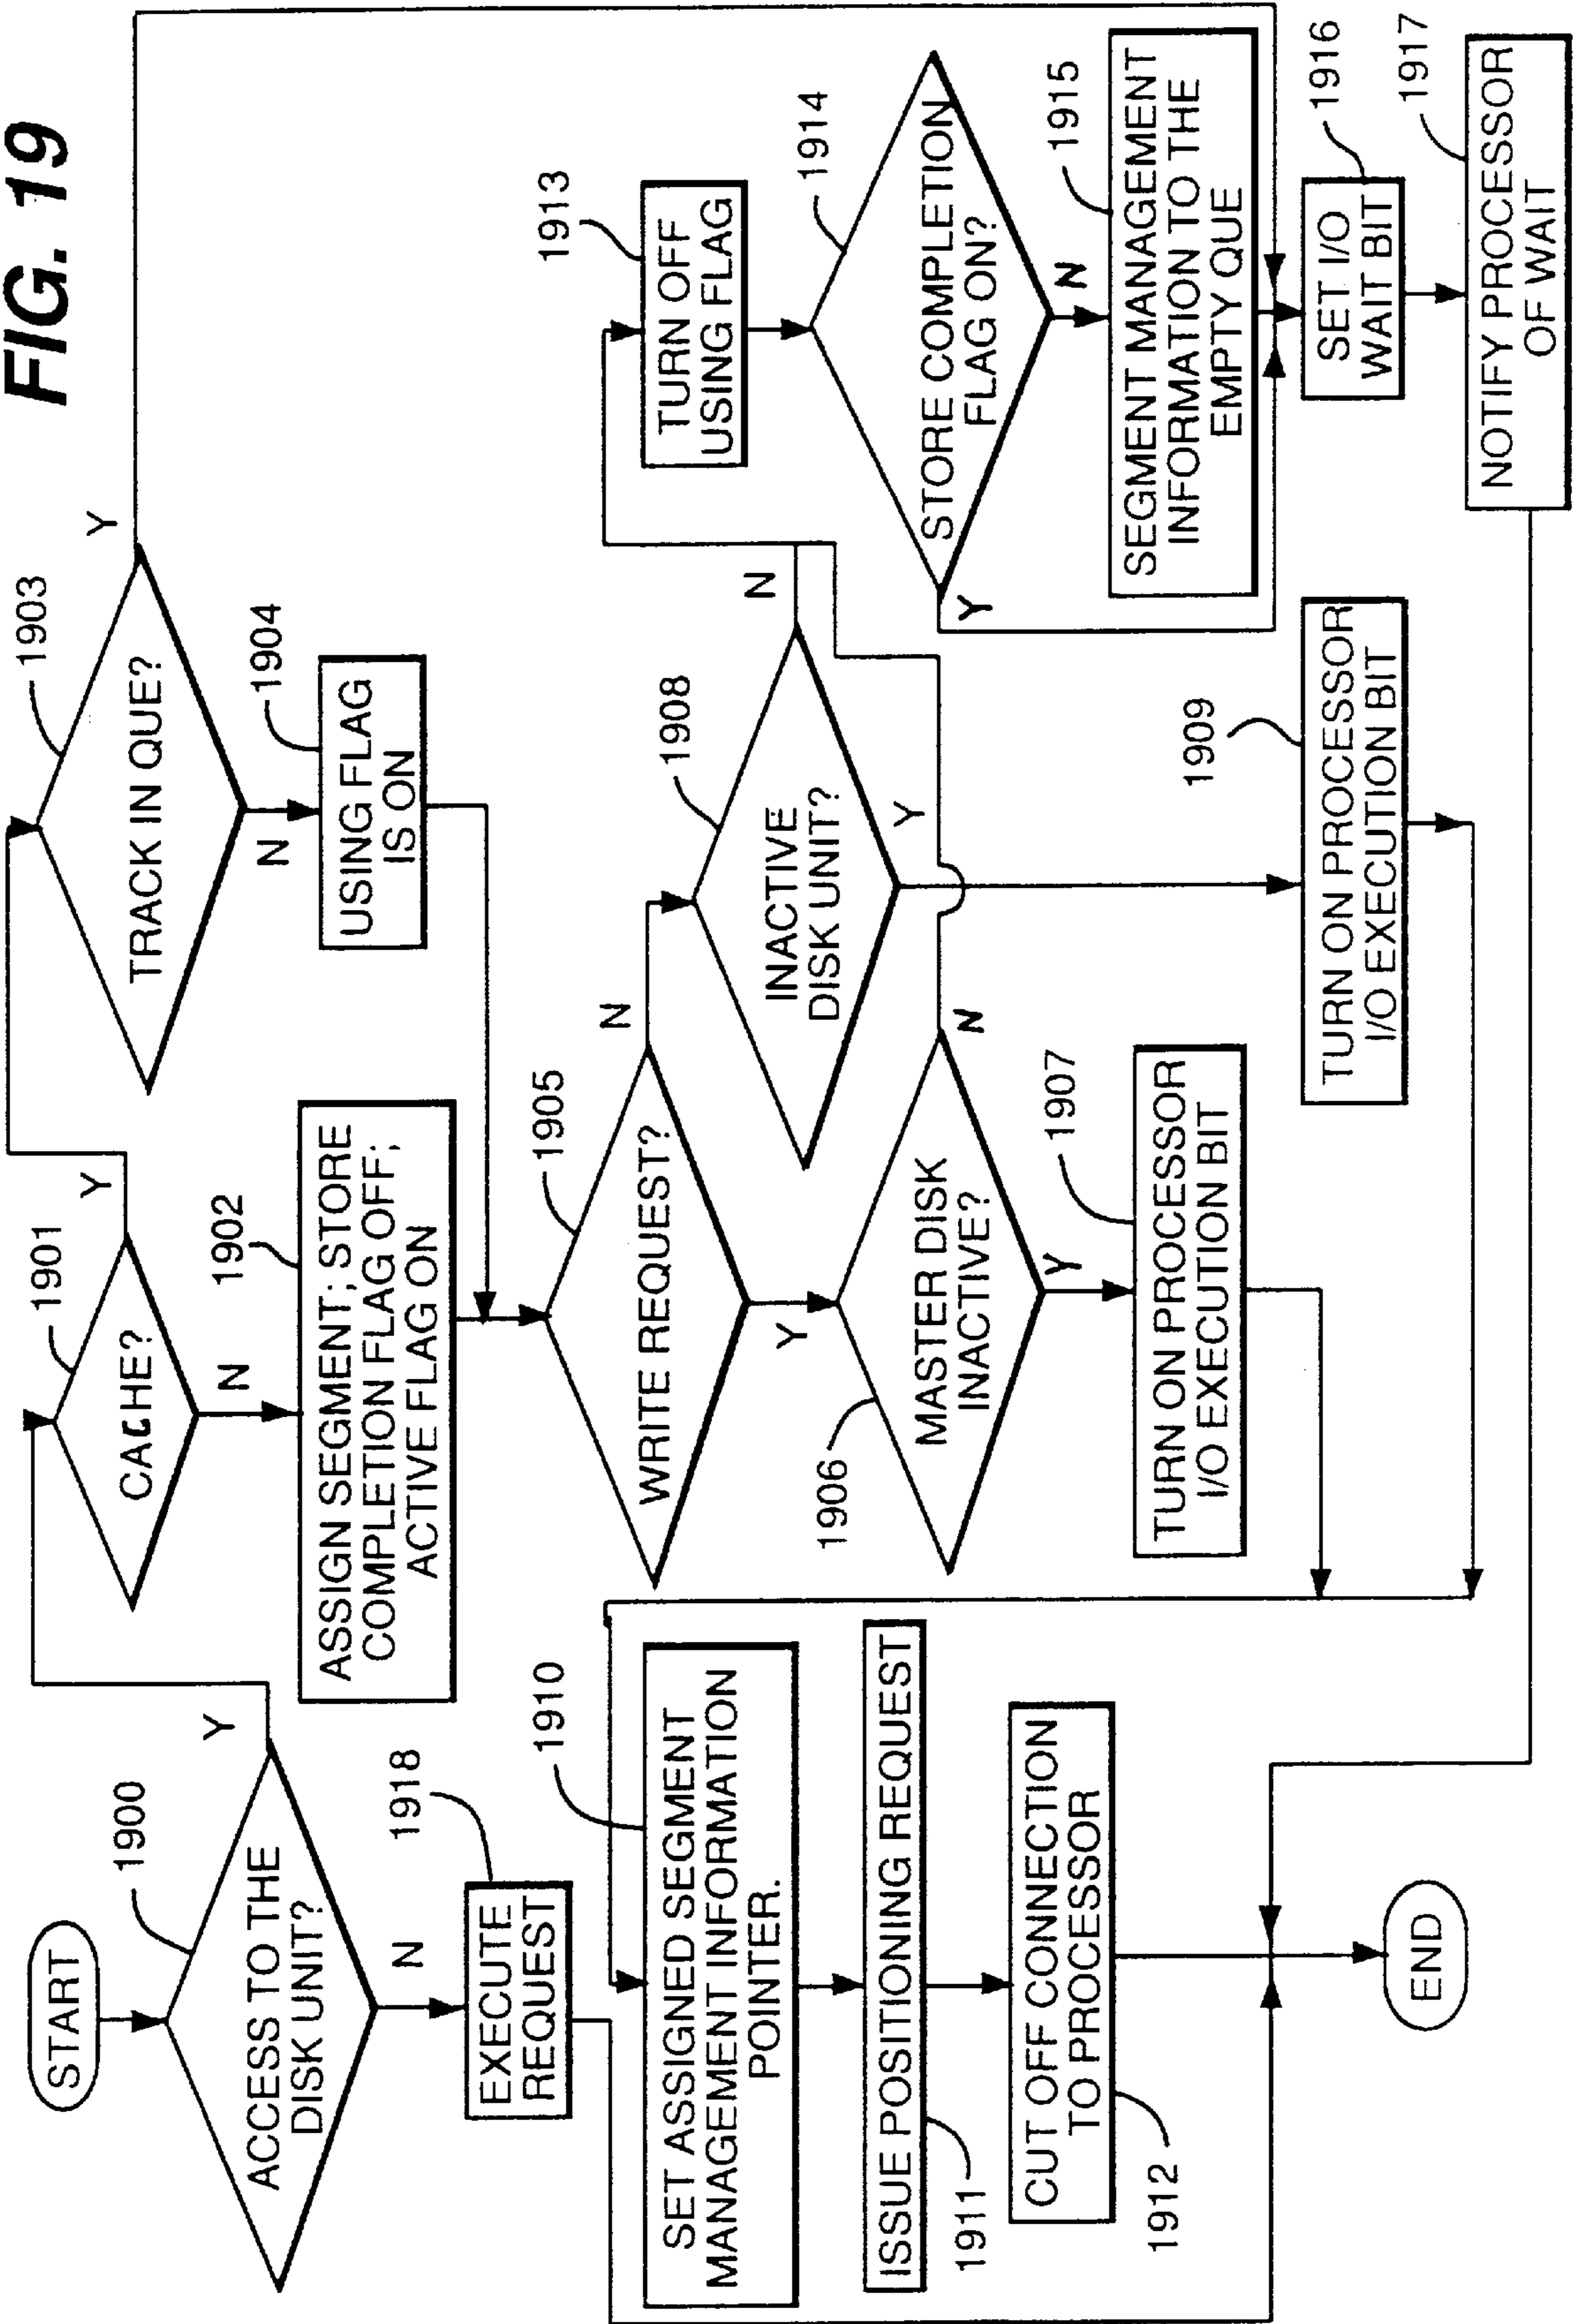 FIG. 19
START
1900
ACCESS TO THE
DISK UNIT?
Y
N
1918
EXECUTE
REQUEST
1901
CACHE?
Y
N
1902
ASSIGN SEGMENT; STORE
COMPLETION FLAG OFF;
ACTIVE FLAG ON
1903
TRACK IN QUE?
Y
N
1904
USING FLAG
IS ON
1905
WRITE REQUEST?
N
Y
1906
MASTER DISK
INACTIVE?
N
Y
1907
TURN ON PROCESSOR
I/O EXECUTION BIT
1908
INACTIVE
DISK UNIT?
N
Y
1909
TURN ON PROCESSOR
I/O EXECUTION BIT
1910
SET ASSIGNED SEGMENT
MANAGEMENT INFORMATION
POINTER.
1911
ISSUE POSITIONING REQUEST
1912
CUT OFF CONNECTION
TO PROCESSOR
1913
TURN OFF
USING FLAG
1914
STORE COMPLETION
FLAG ON?
Y
N
1915
SEGMENT MANAGEMENT
INFORMATION TO THE
EMPTY QUE
1916
SET I/O
WAIT BIT
1917
NOTIFY PROCESSOR
OF WAIT
END